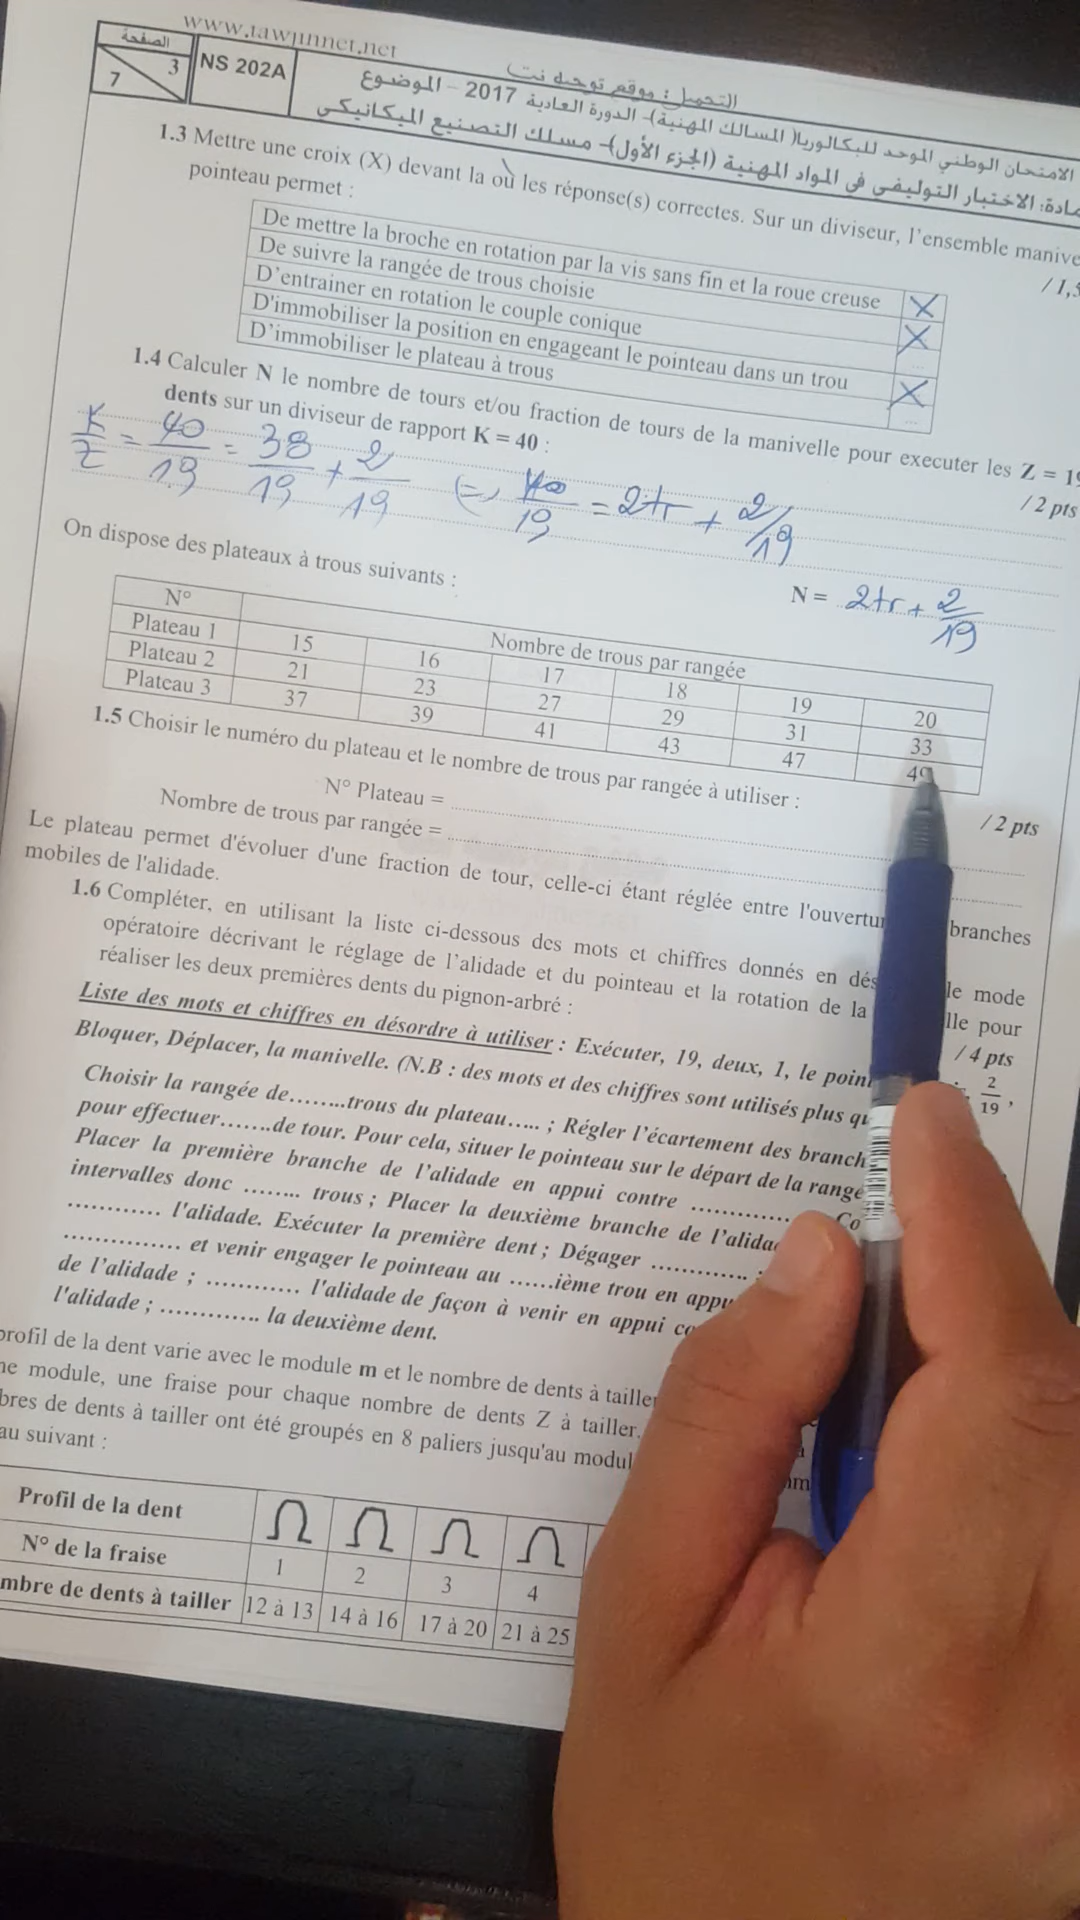 www.tawjihnet.net
التحميل : موقع توجيه نت
الصفحة
3
7
NS 202A
الامتحان الوطني الموحد للبكالوريا( المسالك المهنية)- الدورة العادية 2017 – الموضوع
مادة: الاختبار التوليفي في المواد المهنية (الجزء الأول)– مسلك التصنيع الميكانيكي
1.3 Mettre une croix (X) devant la où les réponse(s) correctes. Sur un diviseur, l'ensemble manive
pointeau permet :
/ 1,5
De mettre la broche en rotation par la vis sans fin et la roue creuse X
De suivre la rangée de trous choisie X
D'entrainer en rotation le couple conique ...
D'immobiliser la position en engageant le pointeau dans un trou X
D'immobiliser le plateau à trous ...
1.4 Calculer N le nombre de tours et/ou fraction de tours de la manivelle pour executer les Z = 19
dents sur un diviseur de rapport K = 40 :
/ 2 pts
K/Z = 40/19 = 38/19 + 2/19 (=) 40/19 = 2tr + 2/19
N = 2tr + 2/19
On dispose des plateaux à trous suivants :
N° Nombre de trous par rangée
Plateau 1 15 16 17 18 19 20
Plateau 2 21 23 27 29 31 33
Plateau 3 37 39 41 43 47 49
1.5 Choisir le numéro du plateau et le nombre de trous par rangée à utiliser :
/ 2 pts
N° Plateau =
Nombre de trous par rangée =
Le plateau permet d'évoluer d'une fraction de tour, celle-ci étant réglée entre l'ouvertu branches
mobiles de l'alidade.
1.6 Compléter, en utilisant la liste ci-dessous des mots et chiffres donnés en dés le mode
opératoire décrivant le réglage de l'alidade et du pointeau et la rotation de la lle pour
réaliser les deux premières dents du pignon-arbré :
/ 4 pts
Liste des mots et chiffres en désordre à utiliser : Exécuter, 19, deux, 1, le point 2/19 ,
Bloquer, Déplacer, la manivelle. (N.B : des mots et des chiffres sont utilisés plus qu
Choisir la rangée de........trous du plateau..... ; Régler l'écartement des branch
pour effectuer.......de tour. Pour cela, situer le pointeau sur le départ de la rangé
Placer la première branche de l'alidade en appui contre ............. Co
intervalles donc ........ trous ; Placer la deuxième branche de l'alida
............ l'alidade. Exécuter la première dent ; Dégager ............
............... et venir engager le pointeau au ......ième trou en appu
de l'alidade ; ............ l'alidade de façon à venir en appui co
l'alidade ; ............. la deuxième dent.
profil de la dent varie avec le module m et le nombre de dents à tailler
ne module, une fraise pour chaque nombre de dents Z à tailler.
bres de dents à tailler ont été groupés en 8 paliers jusqu'au modul
au suivant :
Profil de la dent
N° de la fraise 1 2 3 4
mbre de dents à tailler 12 à 13 14 à 16 17 à 20 21 à 25